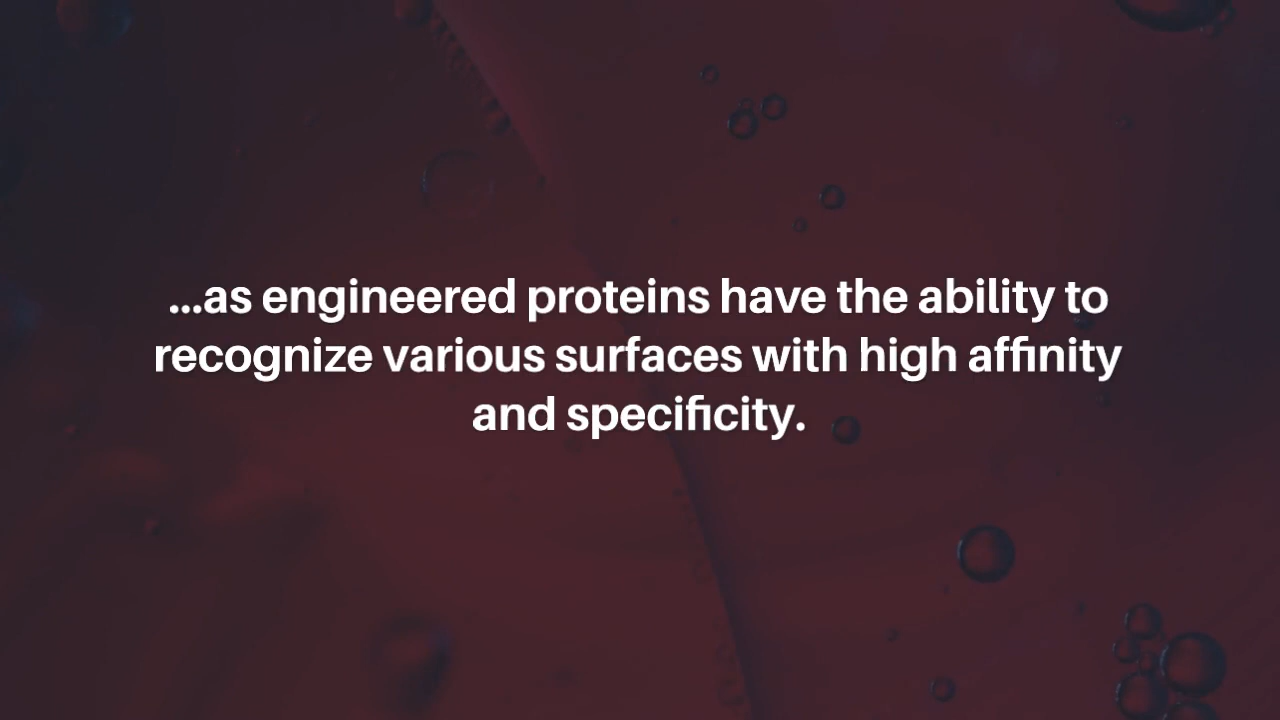 ...as engineered proteins have the ability to
recognize various surfaces with high affinity
and specificity.